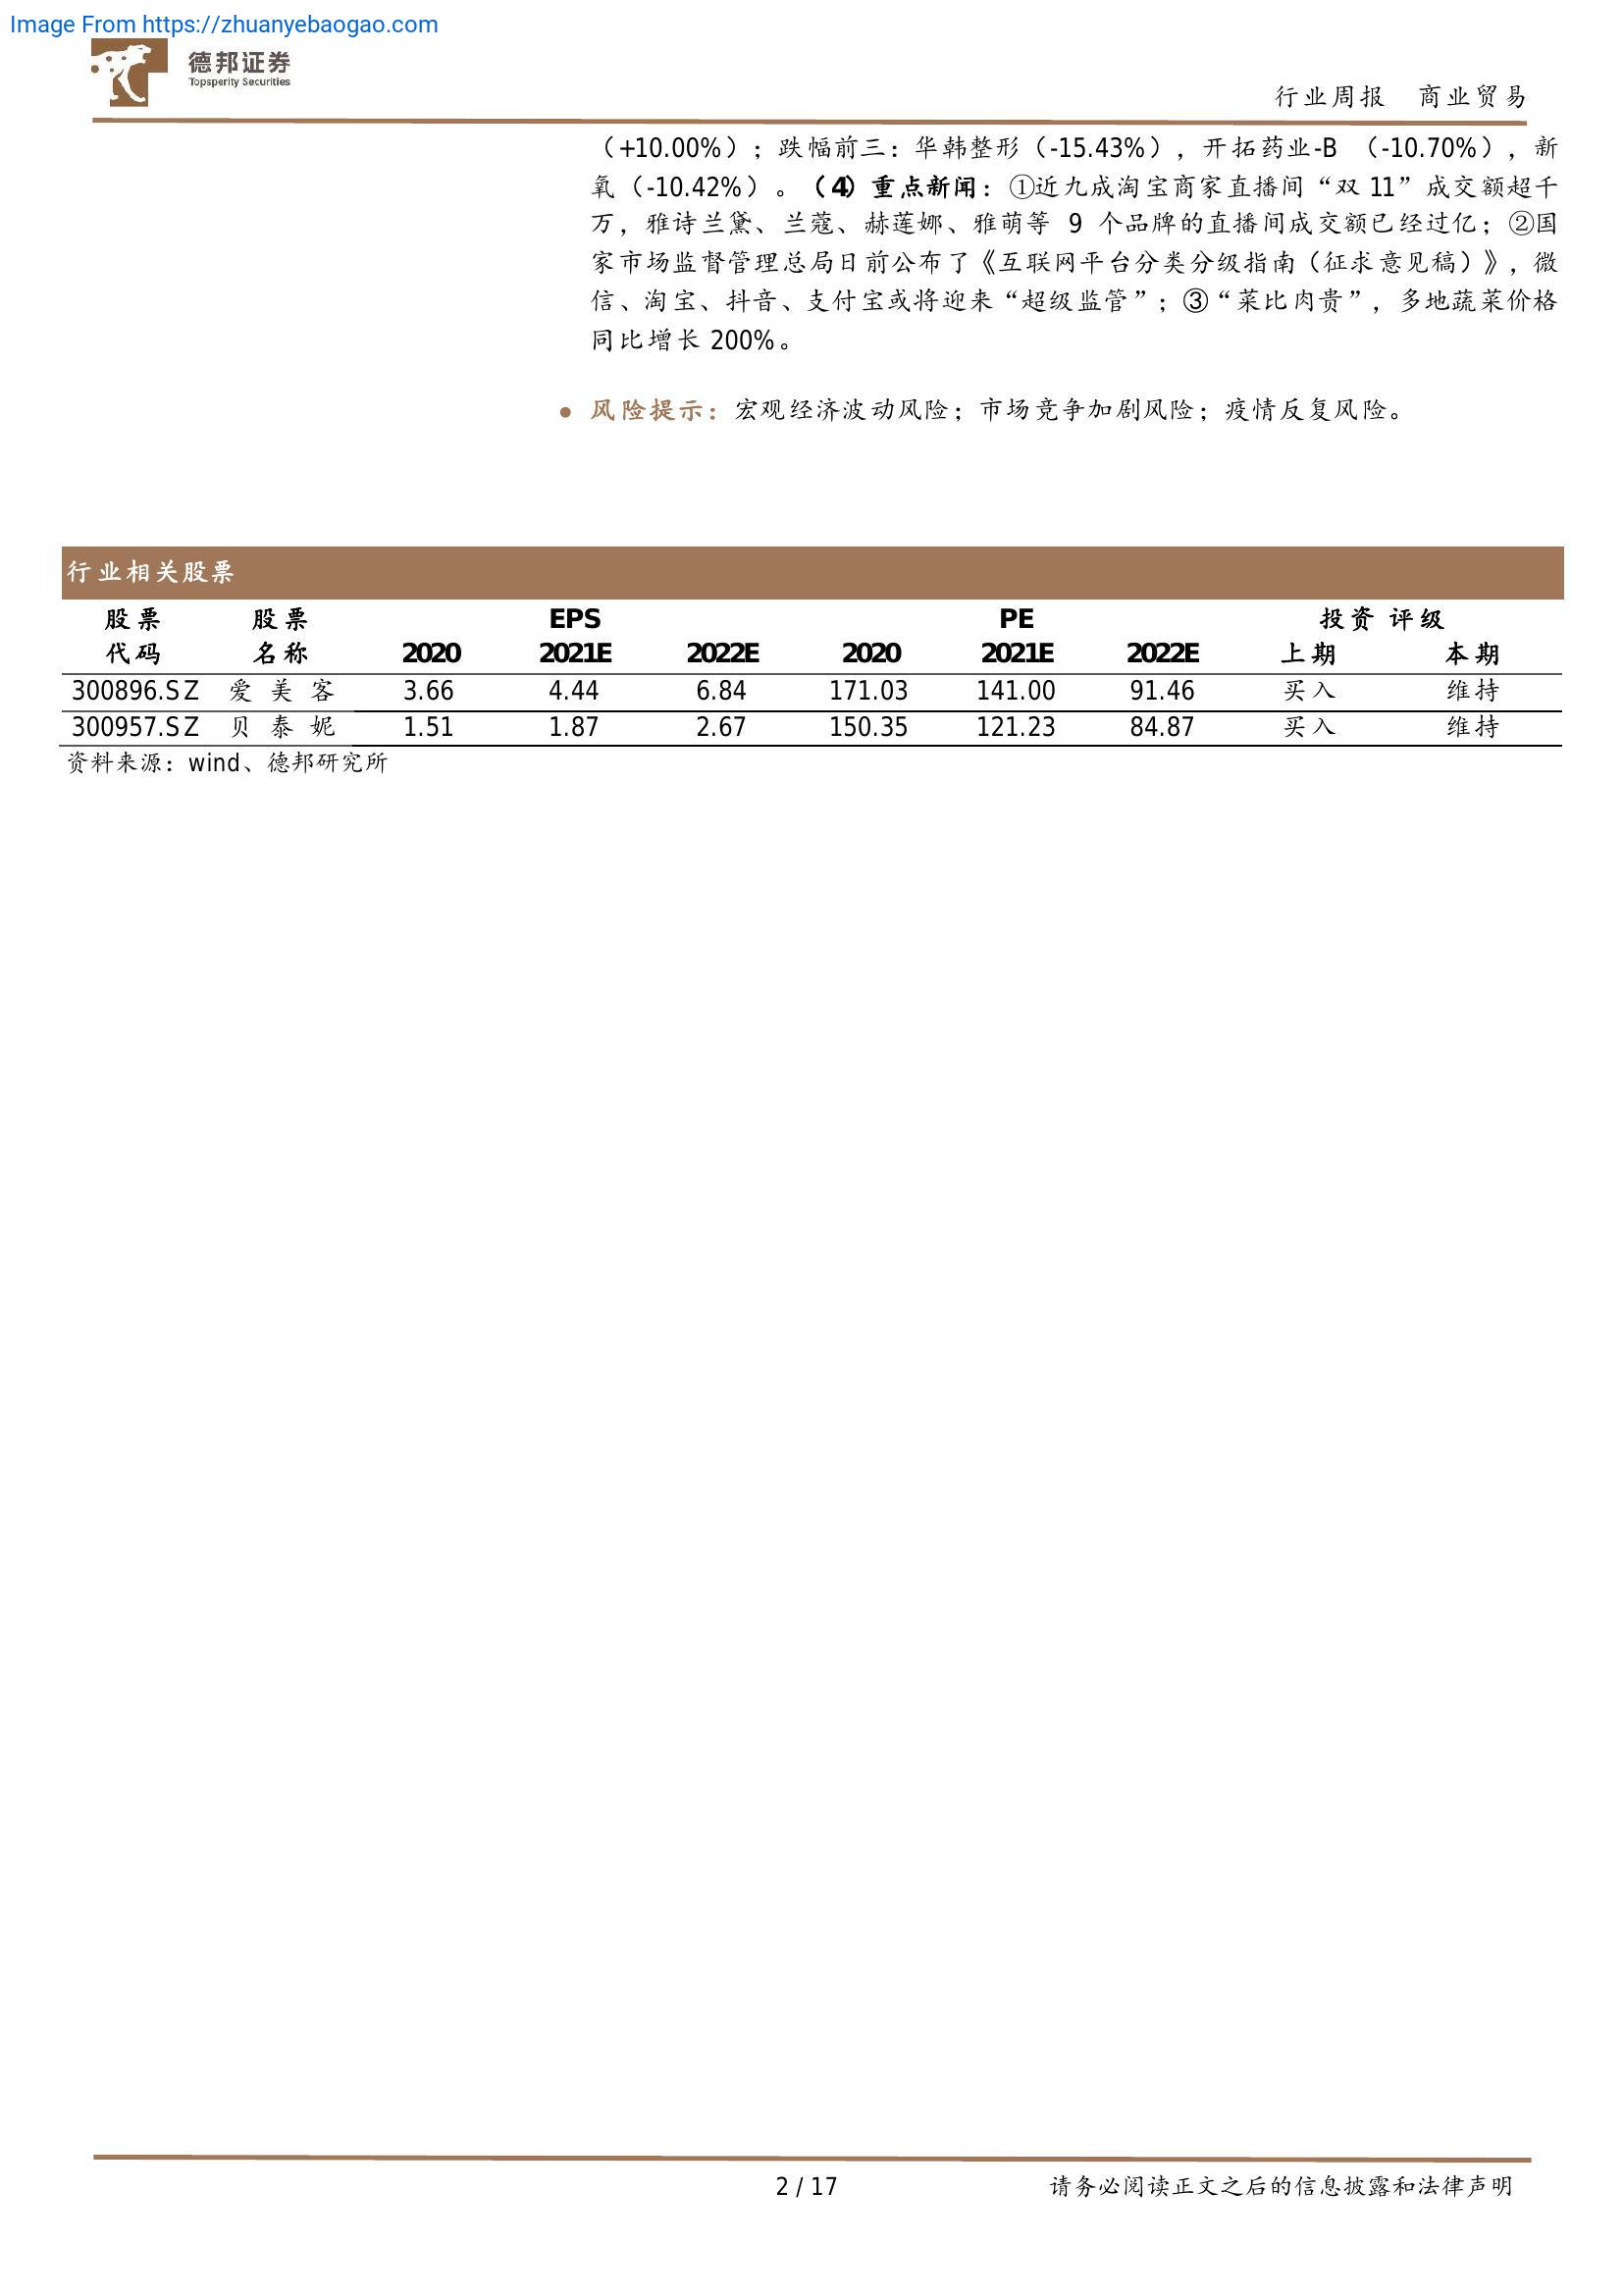 Image From https://zhuanyebaogao.com
德邦证券
Topsperity Securities
行业周报 商业贸易
（+10.00%）；跌幅前三：华韩整形（-15.43%），开拓药业-B （-10.70%），新
氧（-10.42%）。（4）重点新闻：①近九成淘宝商家直播间“双 11”成交额超千
万，雅诗兰黛、兰蔻、赫莲娜、雅萌等 9 个品牌的直播间成交额已经过亿；②国
家市场监督管理总局日前公布了《互联网平台分类分级指南（征求意见稿）》，微
信、淘宝、抖音、支付宝或将迎来“超级监管”；③“菜比肉贵”，多地蔬菜价格
同比增长 200%。
● 风险提示：宏观经济波动风险；市场竞争加剧风险；疫情反复风险。
行业相关股票
股票 股票 EPS PE 投资评级
代码 名称 2020 2021E 2022E 2020 2021E 2022E 上期 本期
300896.SZ 爱美客 3.66 4.44 6.84 171.03 141.00 91.46 买入 维持
300957.SZ 贝泰妮 1.51 1.87 2.67 150.35 121.23 84.87 买入 维持
资料来源：wind、德邦研究所
2 / 17 请务必阅读正文之后的信息披露和法律声明